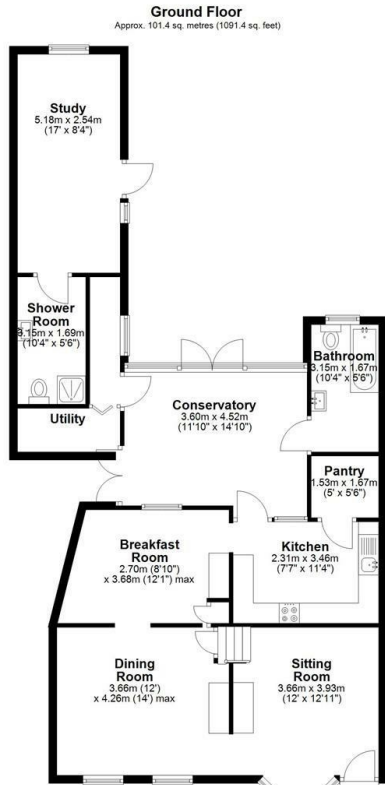 Ground Floor
Approx. 101.4 sq. metres (1091.4 sq. feet)
Study
5.18m x 2.54m
(17' x 8'4")
Shower
Room
3.15m x 1.69m
(10'4" x 5'6")
Utility
Bathroom
3.15m x 1.67m
(10'4" x 5'6")
Conservatory
3.60m x 4.52m
(11'10" x 14'10")
Pantry
1.53m x 1.67m
(5' x 5'6")
Breakfast
Room
2.70m (8'10")
x 3.68m (12'1") max
Kitchen
2.31m x 3.46m
(7'7" x 11'4")
Dining
Room
3.66m (12')
x 4.26m (14') max
Sitting
Room
3.66m x 3.93m
(12' x 12'11")